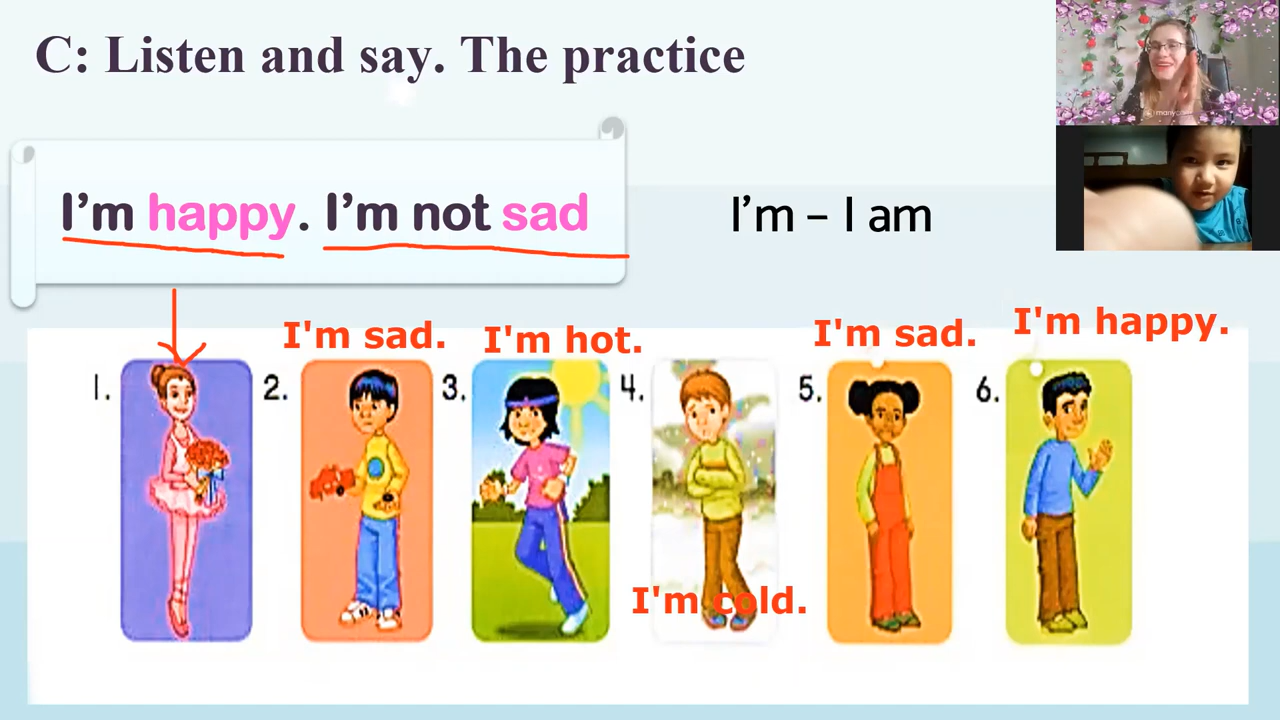 C: Listen and say. The practice
I’m happy. I’m not sad
I’m – I am
I'm sad.
I'm hot.
I'm sad.
I'm happy.
1.
2.
3.
4.
5.
6.
I'm cold.